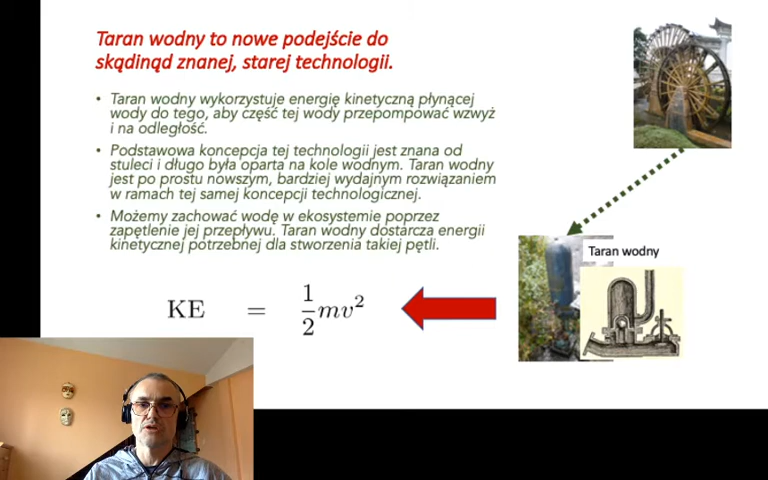 Taran wodny to nowe podejście do
skądinąd znanej, starej technologii.
• Taran wodny wykorzystuje energię kinetyczną płynącej
wody do tego, aby część tej wody przepompować wzwyż
i na odległość.
• Podstawowa koncepcja tej technologii jest znana od
stuleci i długo była oparta na kole wodnym. Taran wodny
jest po prostu nowszym, bardziej wydajnym rozwiązaniem
w ramach tej samej koncepcji technologicznej.
• Możemy zachować wodę w ekosystemie poprzez
zapętlenie jej przepływu. Taran wodny dostarcza energii
kinetycznej potrzebnej dla stworzenia takiej pętli.
Taran wodny
KE = 1/2 mv²